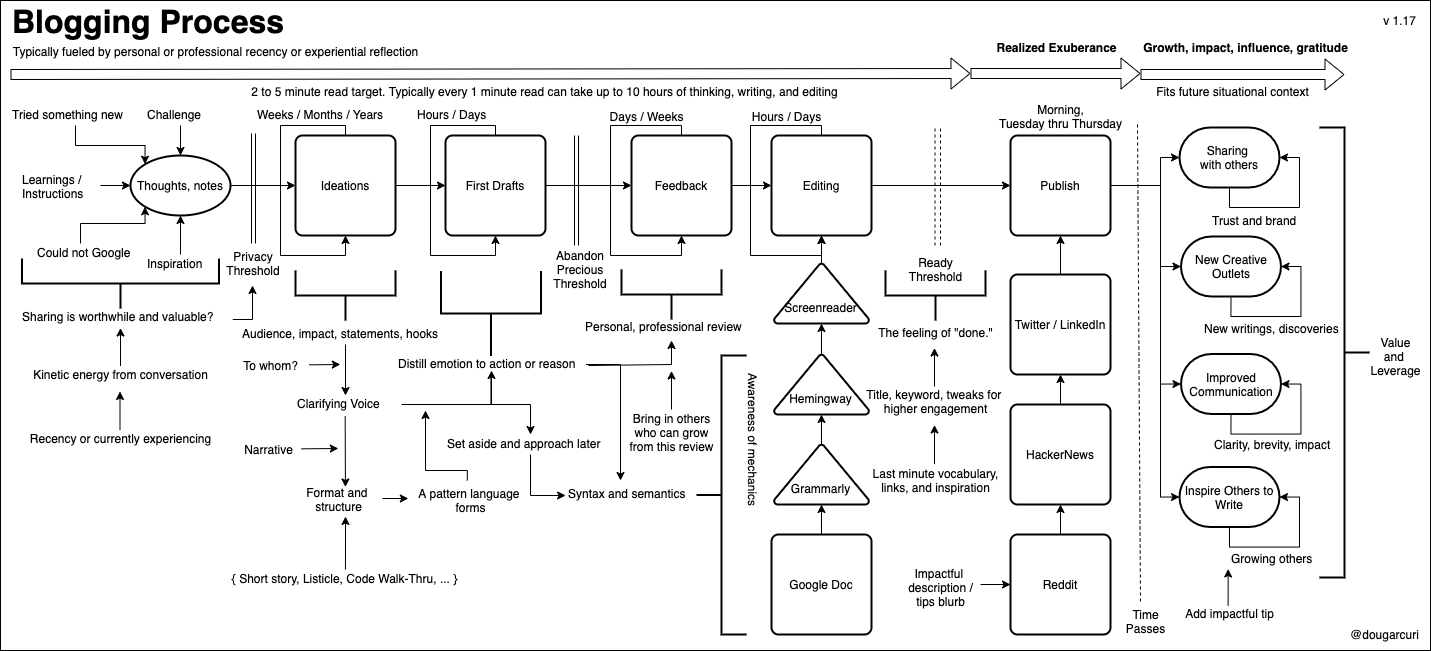 Blogging Process
v 1.17
Typically fueled by personal or professional recency or experiential reflection
Realized Exuberance
Growth, impact, influence, gratitude
2 to 5 minute read target. Typically every 1 minute read can take up to 10 hours of thinking, writing, and editing
Fits future situational context
Tried something new
Challenge
Learnings /
Instructions
Could not Google
Inspiration
Thoughts, notes
Privacy
Threshold
Sharing is worthwhile and valuable?
Kinetic energy from conversation
Recency or currently experiencing
Weeks / Months / Years
Ideations
Audience, impact, statements, hooks
To whom?
Clarifying Voice
Narrative
Format and
structure
{ Short story, Listicle, Code Walk-Thru, ... }
Hours / Days
First Drafts
Distill emotion to action or reason
Set aside and approach later
A pattern language
forms
Syntax and semantics
Abandon
Precious
Threshold
Days / Weeks
Feedback
Personal, professional review
Bring in others
who can grow
from this review
Awareness of mechanics
Hours / Days
Editing
Screenreader
Hemingway
Grammarly
Google Doc
Ready
Threshold
The feeling of "done."
Title, keyword, tweaks for
higher engagement
Last minute vocabulary,
links, and inspiration
Morning,
Tuesday thru Thursday
Publish
Twitter / LinkedIn
HackerNews
Reddit
Impactful
description /
tips blurb
Time
Passes
Sharing
with others
Trust and brand
New Creative
Outlets
New writings, discoveries
Improved
Communication
Clarity, brevity, impact
Inspire Others to
Write
Growing others
Add impactful tip
Value
and
Leverage
@dougarcuri